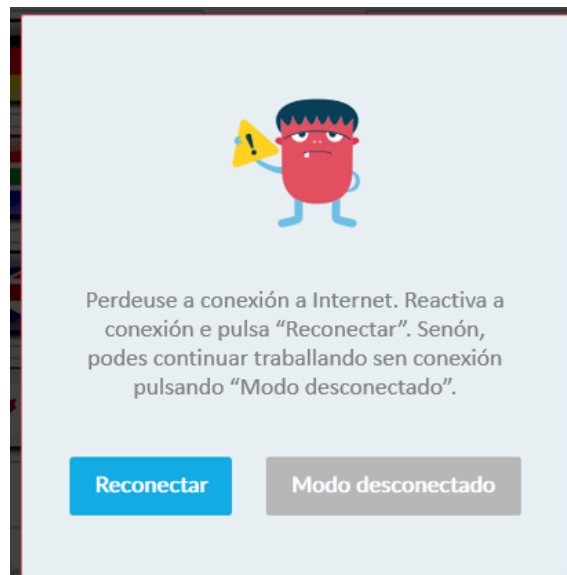 Perdeuse a conexión a Internet. Reactiva a
conexión e pulsa “Reconectar”. Senón,
podes continuar traballando sen conexión
pulsando “Modo desconectado”.
Reconectar
Modo desconectado